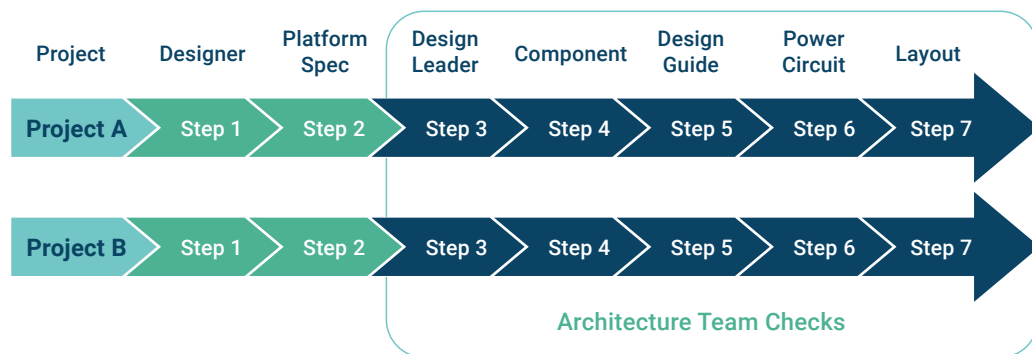 Project
Designer
Platform
Spec
Design
Leader
Component
Design
Guide
Power
Circuit
Layout
Project A
Step 1
Step 2
Step 3
Step 4
Step 5
Step 6
Step 7
Project B
Step 1
Step 2
Step 3
Step 4
Step 5
Step 6
Step 7
Architecture Team Checks